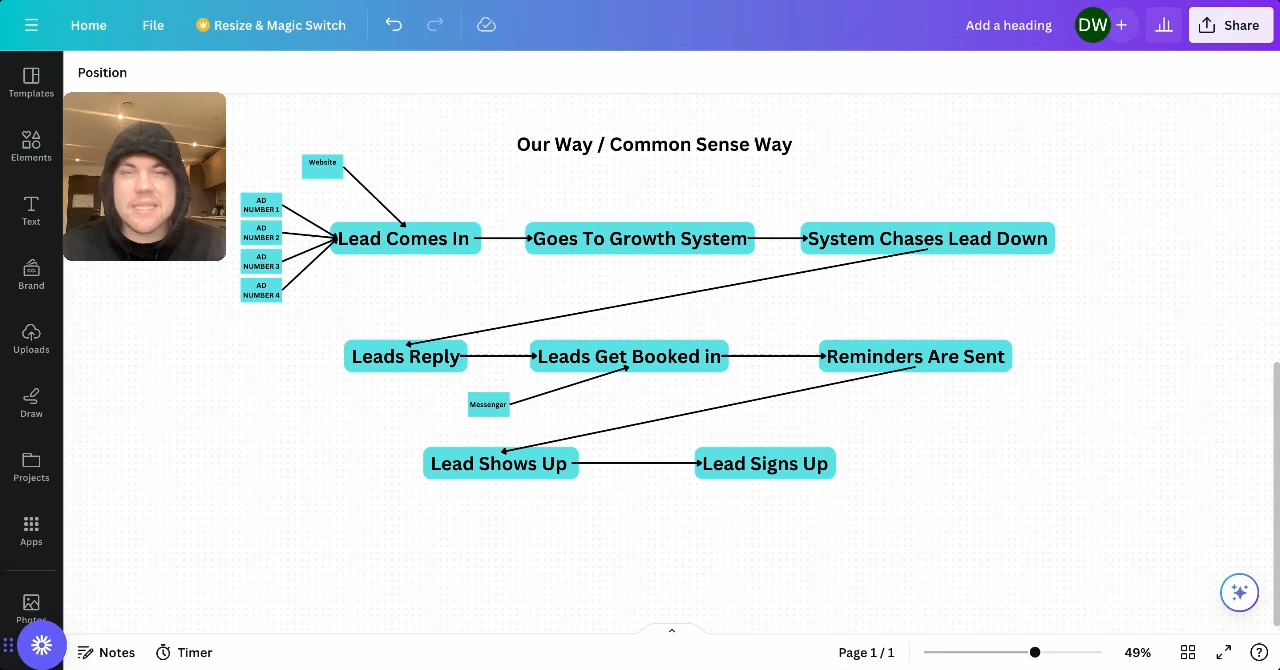 Home
File
Resize & Magic Switch
Add a heading
DW
+
Share
Position
Templates
Elements
Text
Brand
Uploads
Draw
Projects
Apps
Photos
Our Way / Common Sense Way
Website
AD
NUMBER 1
AD
NUMBER 2
AD
NUMBER 3
AD
NUMBER 4
Lead Comes In
Goes To Growth System
System Chases Lead Down
Leads Reply
Leads Get Booked in
Reminders Are Sent
Messenger
Lead Shows Up
Lead Signs Up
Notes
Timer
Page 1 / 1
49%